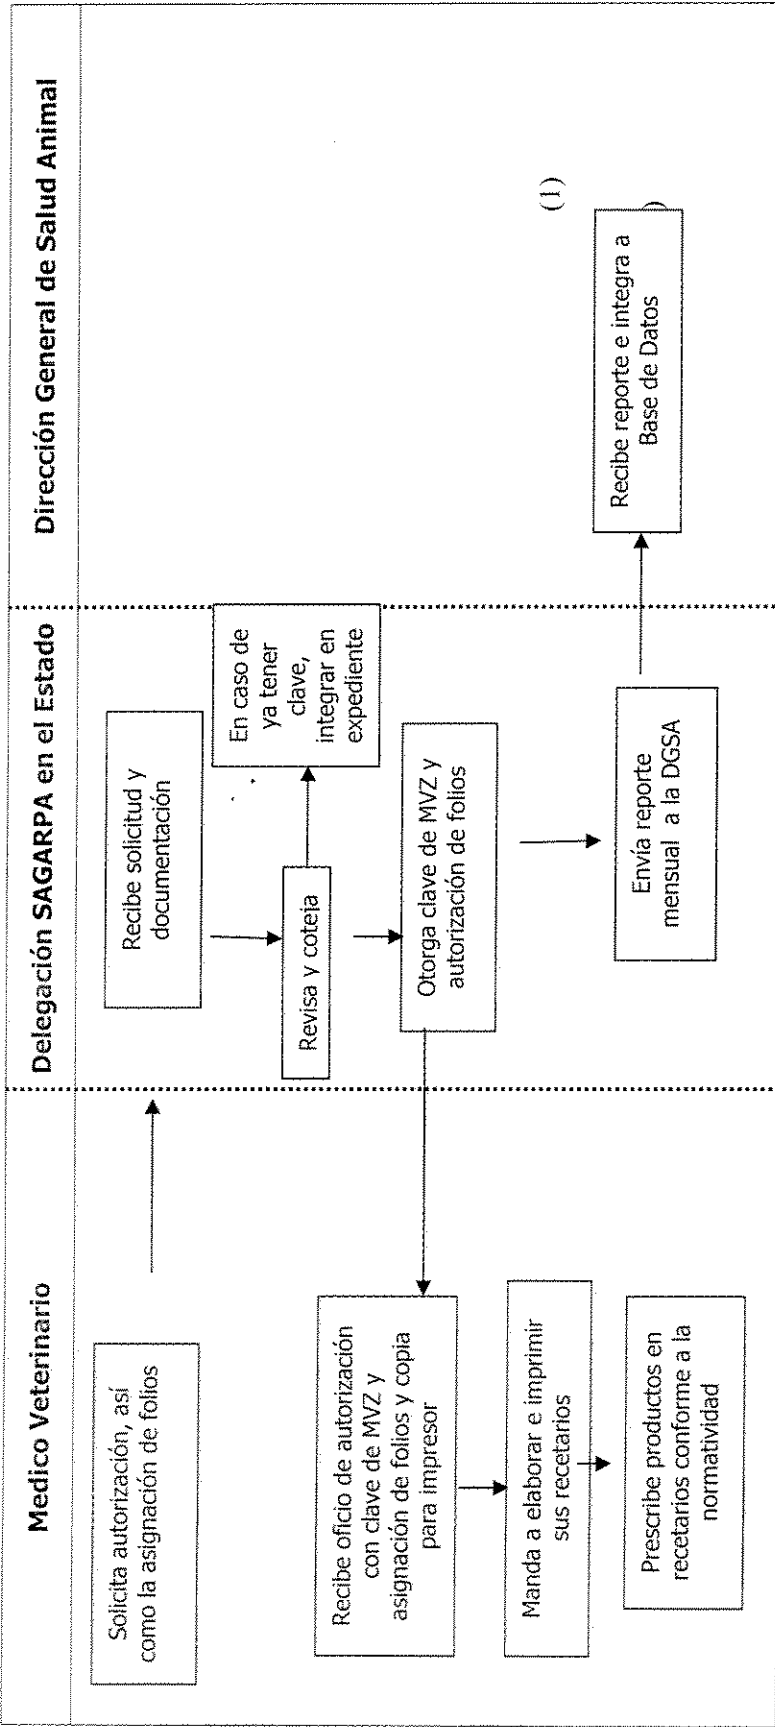 Medico Veterinario
Delegación SAGARPA en el Estado
Dirección General de Salud Animal
Solicita autorización, así
como la asignación de folios
Recibe solicitud y
documentación
Revisa y coteja
En caso de
ya tener
clave,
integrar en
expediente
Otorga clave de MVZ y
autorización de folios
Recibe oficio de autorización
con clave de MVZ y
asignación de folios y copia
para impresor
Manda a elaborar e imprimir
sus recetarios
Prescribe productos en
recetarios conforme a la
normatividad
Envía reporte
mensual a la DGSA
(1)
Recibe reporte e integra a
Base de Datos